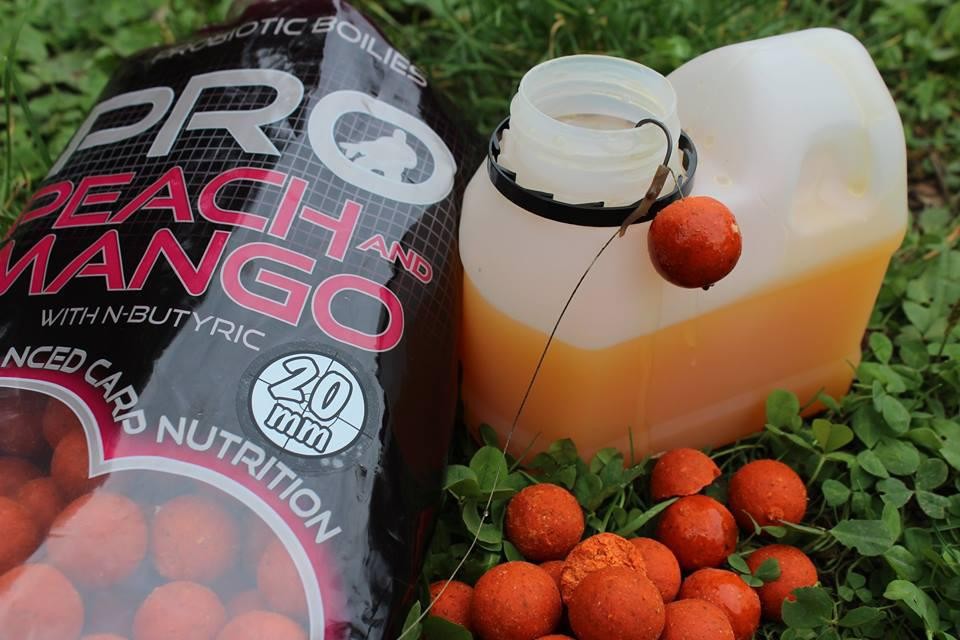 PROBIOTIC BOILIES
PRO
PEACH AND
MANGO
WITH N-BUTYRIC
20
mm
NCED CARP NUTRITION